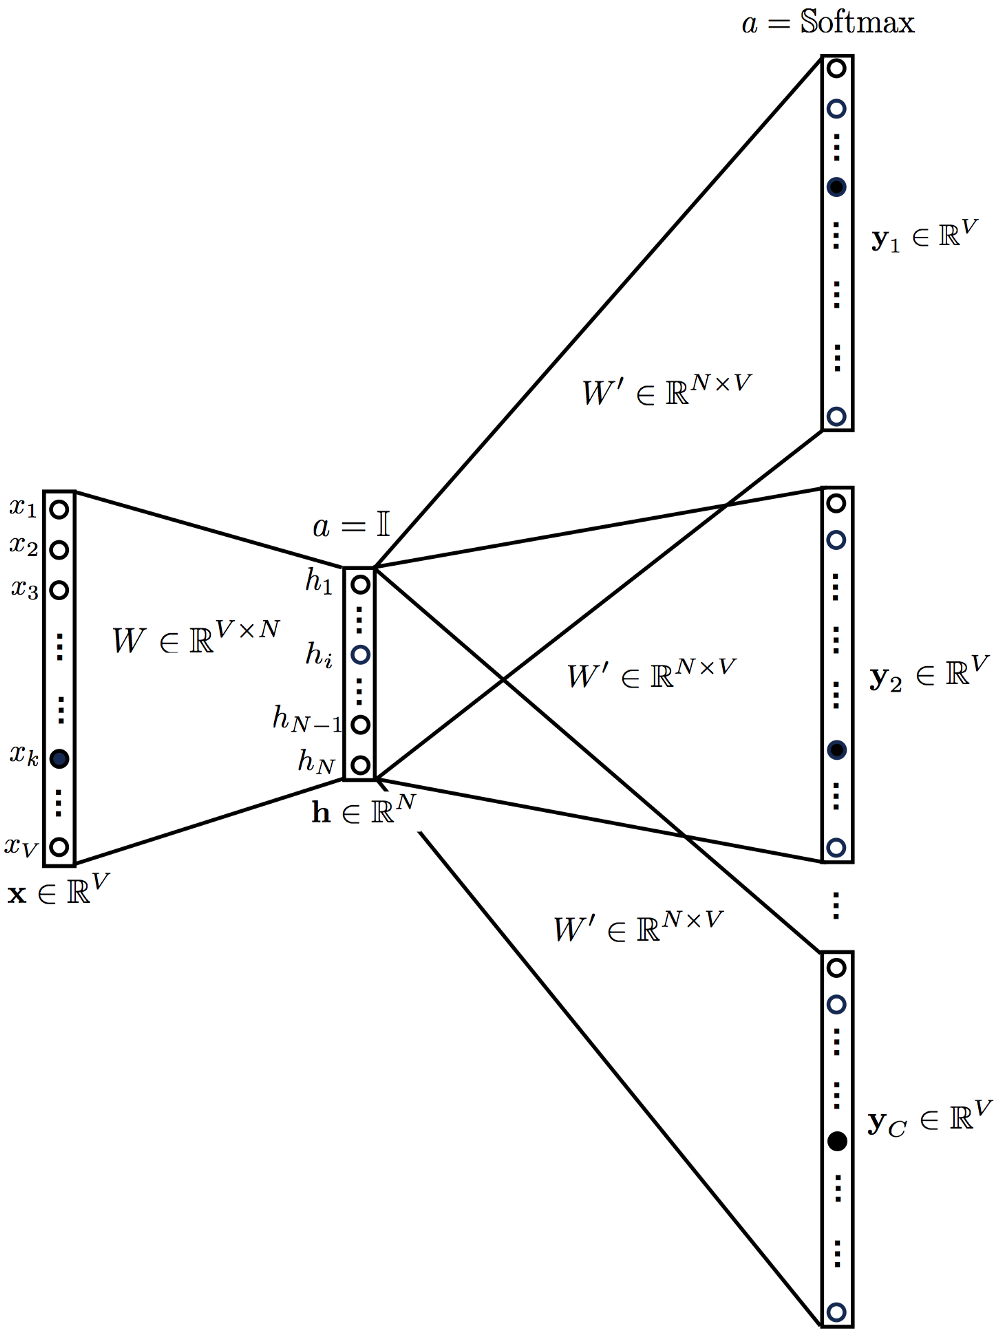 a = 𝕊oftmax
y₁ ∈ ℝ^V
W′ ∈ ℝ^{N×V}
x₁
x₂
x₃
⋮
⋮
x_k
⋮
x_V
x ∈ ℝ^V
W ∈ ℝ^{V×N}
a = 𝕀
h₁
⋮
h_i
⋮
h_{N−1}
h_N
h ∈ ℝ^N
W′ ∈ ℝ^{N×V}
y₂ ∈ ℝ^V
⋮
W′ ∈ ℝ^{N×V}
y_C ∈ ℝ^V